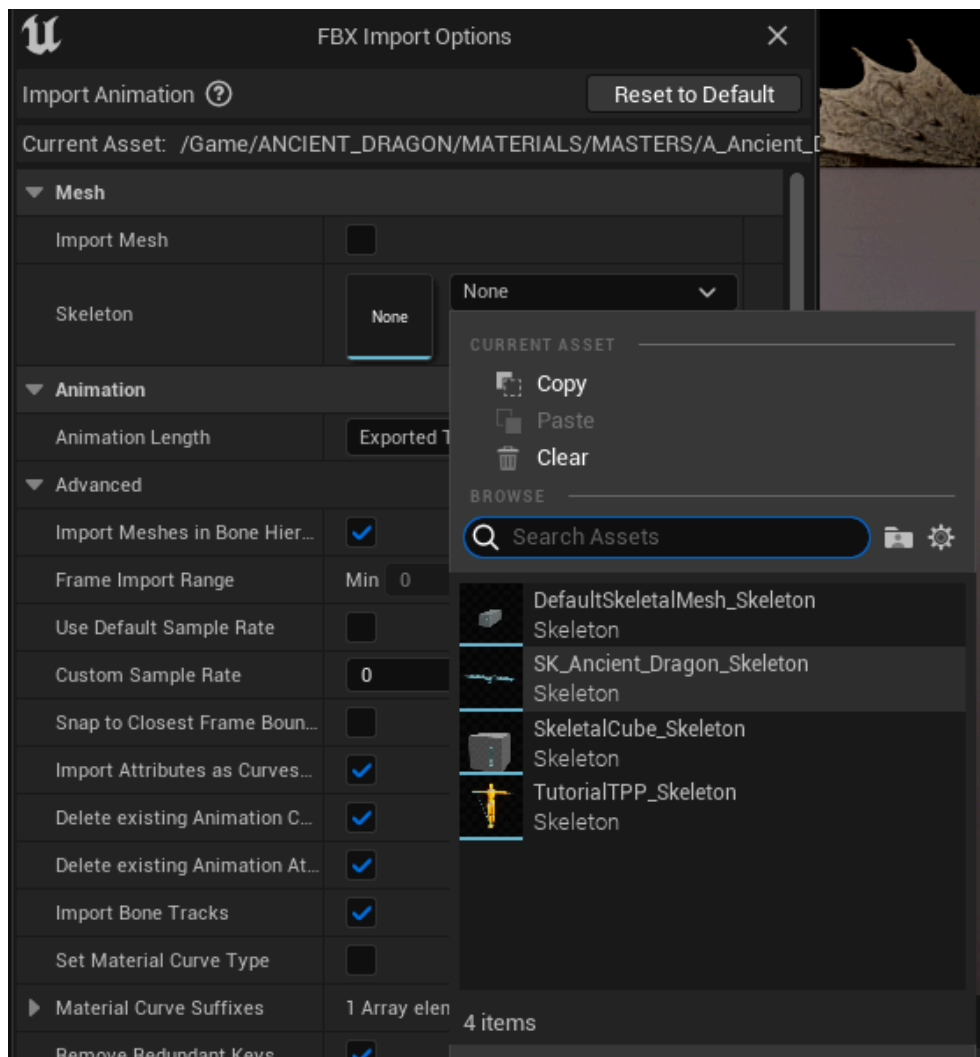 FBX Import Options
Import Animation
Reset to Default
Current Asset: /Game/ANCIENT_DRAGON/MATERIALS/MASTERS/A_Ancient_D
Mesh
Import Mesh
Skeleton
None
None
CURRENT ASSET
Copy
Paste
Clear
BROWSE
Search Assets
DefaultSkeletalMesh_Skeleton
Skeleton
SK_Ancient_Dragon_Skeleton
Skeleton
SkeletalCube_Skeleton
Skeleton
TutorialTPP_Skeleton
Skeleton
4 items
Animation
Animation Length
Exported T
Advanced
Import Meshes in Bone Hier...
Frame Import Range
Min 0
Use Default Sample Rate
Custom Sample Rate
0
Snap to Closest Frame Boun...
Import Attributes as Curves...
Delete existing Animation C...
Delete existing Animation At...
Import Bone Tracks
Set Material Curve Type
Material Curve Suffixes
1 Array elen
Remove Redundant Keys